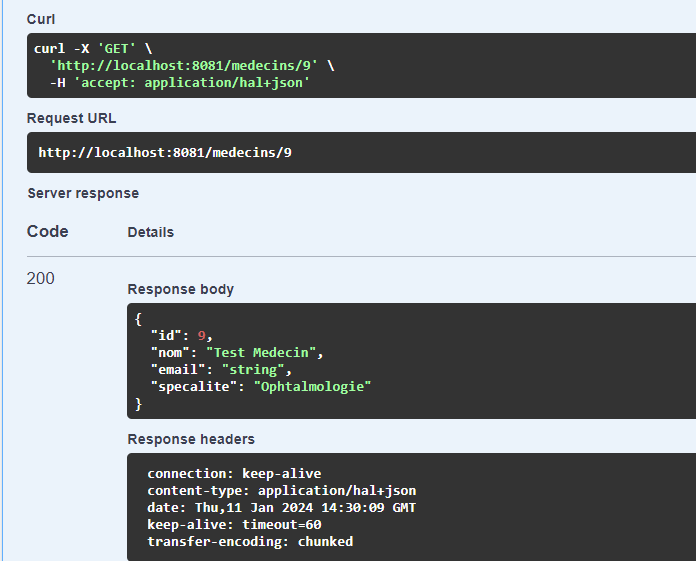 Curl
curl -X 'GET' \
'http://localhost:8081/medecins/9' \
-H 'accept: application/hal+json'
Request URL
http://localhost:8081/medecins/9
Server response
Code Details
200
Response body
{
"id": 9,
"nom": "Test Medecin",
"email": "string",
"specalite": "Ophtalmologie"
}
Response headers
connection: keep-alive
content-type: application/hal+json
date: Thu,11 Jan 2024 14:30:09 GMT
keep-alive: timeout=60
transfer-encoding: chunked